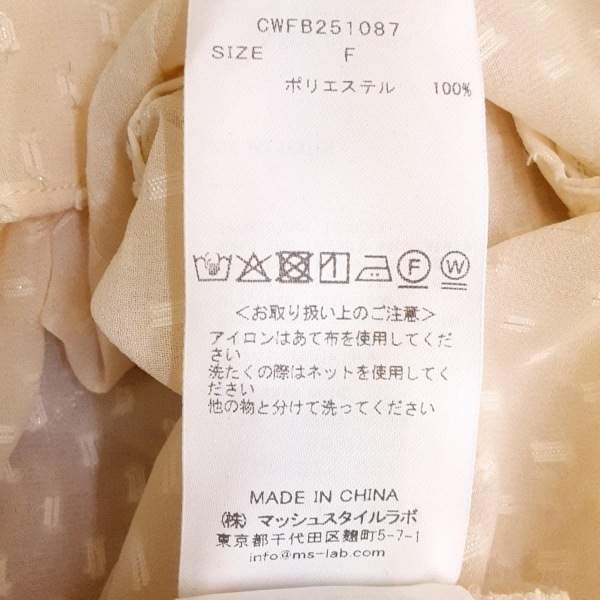 CWFB251087
SIZE F
ポリエステル 100%
F W
<お取り扱い上のご注意>
アイロンはあて布を使用してくだ
さい
洗たくの際はネットを使用してく
ださい
他の物と分けて洗ってください
MADE IN CHINA
(株) マッシュスタイルラボ
東京都千代田区麹町5-7-1
info@ms-lab.com